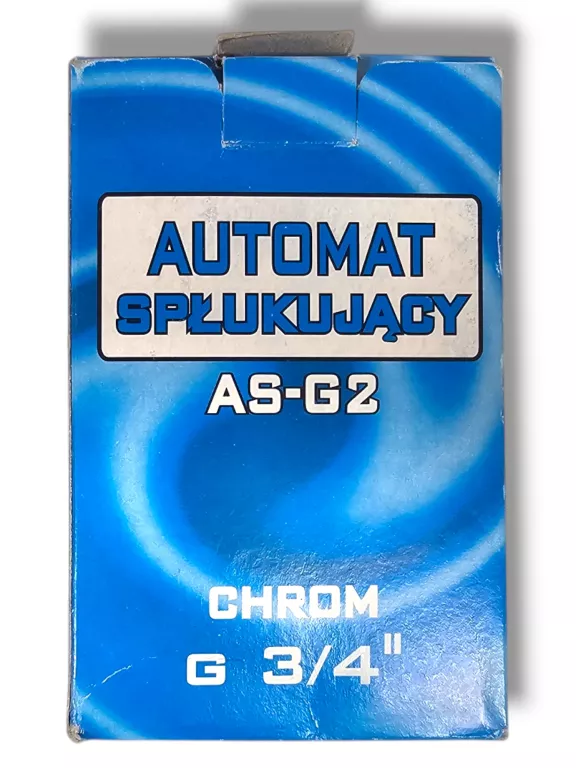 AUTOMAT
SPŁUKUJĄCY
AS-G2
CHROM
G 3/4"